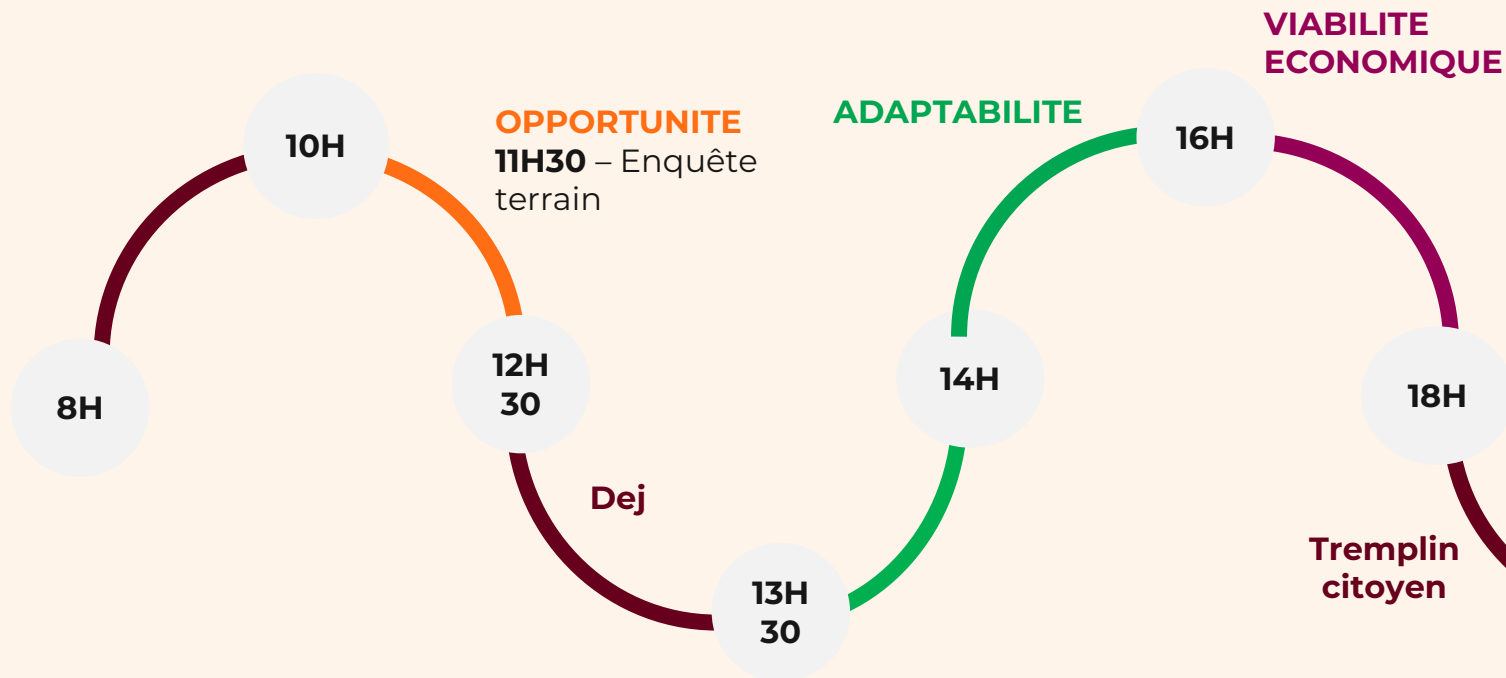 8H
10H
OPPORTUNITE
11H30 – Enquête
terrain
12H
30
Dej
13H
30
ADAPTABILITE
14H
16H
VIABILITE
ECONOMIQUE
18H
Tremplin
citoyen